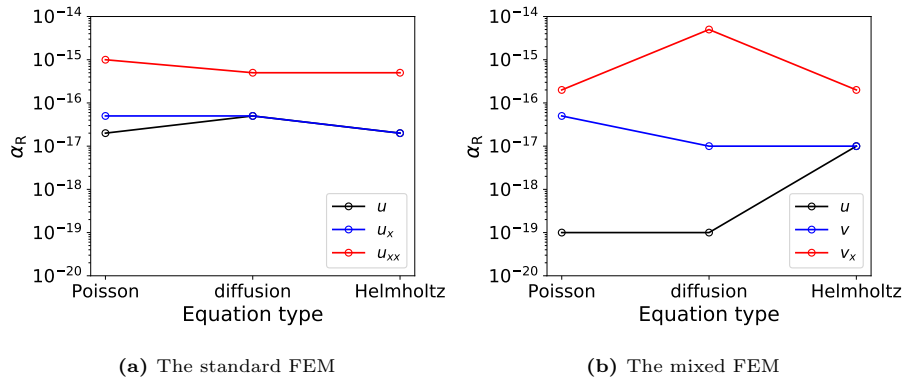 10^−14
10^−15
10^−16
10^−17
10^−18
10^−19
10^−20
α_R
u
u_x
u_xx
Poisson
diffusion
Helmholtz
Equation type
(a) The standard FEM
10^−14
10^−15
10^−16
10^−17
10^−18
10^−19
10^−20
α_R
u
v
v_x
Poisson
diffusion
Helmholtz
Equation type
(b) The mixed FEM